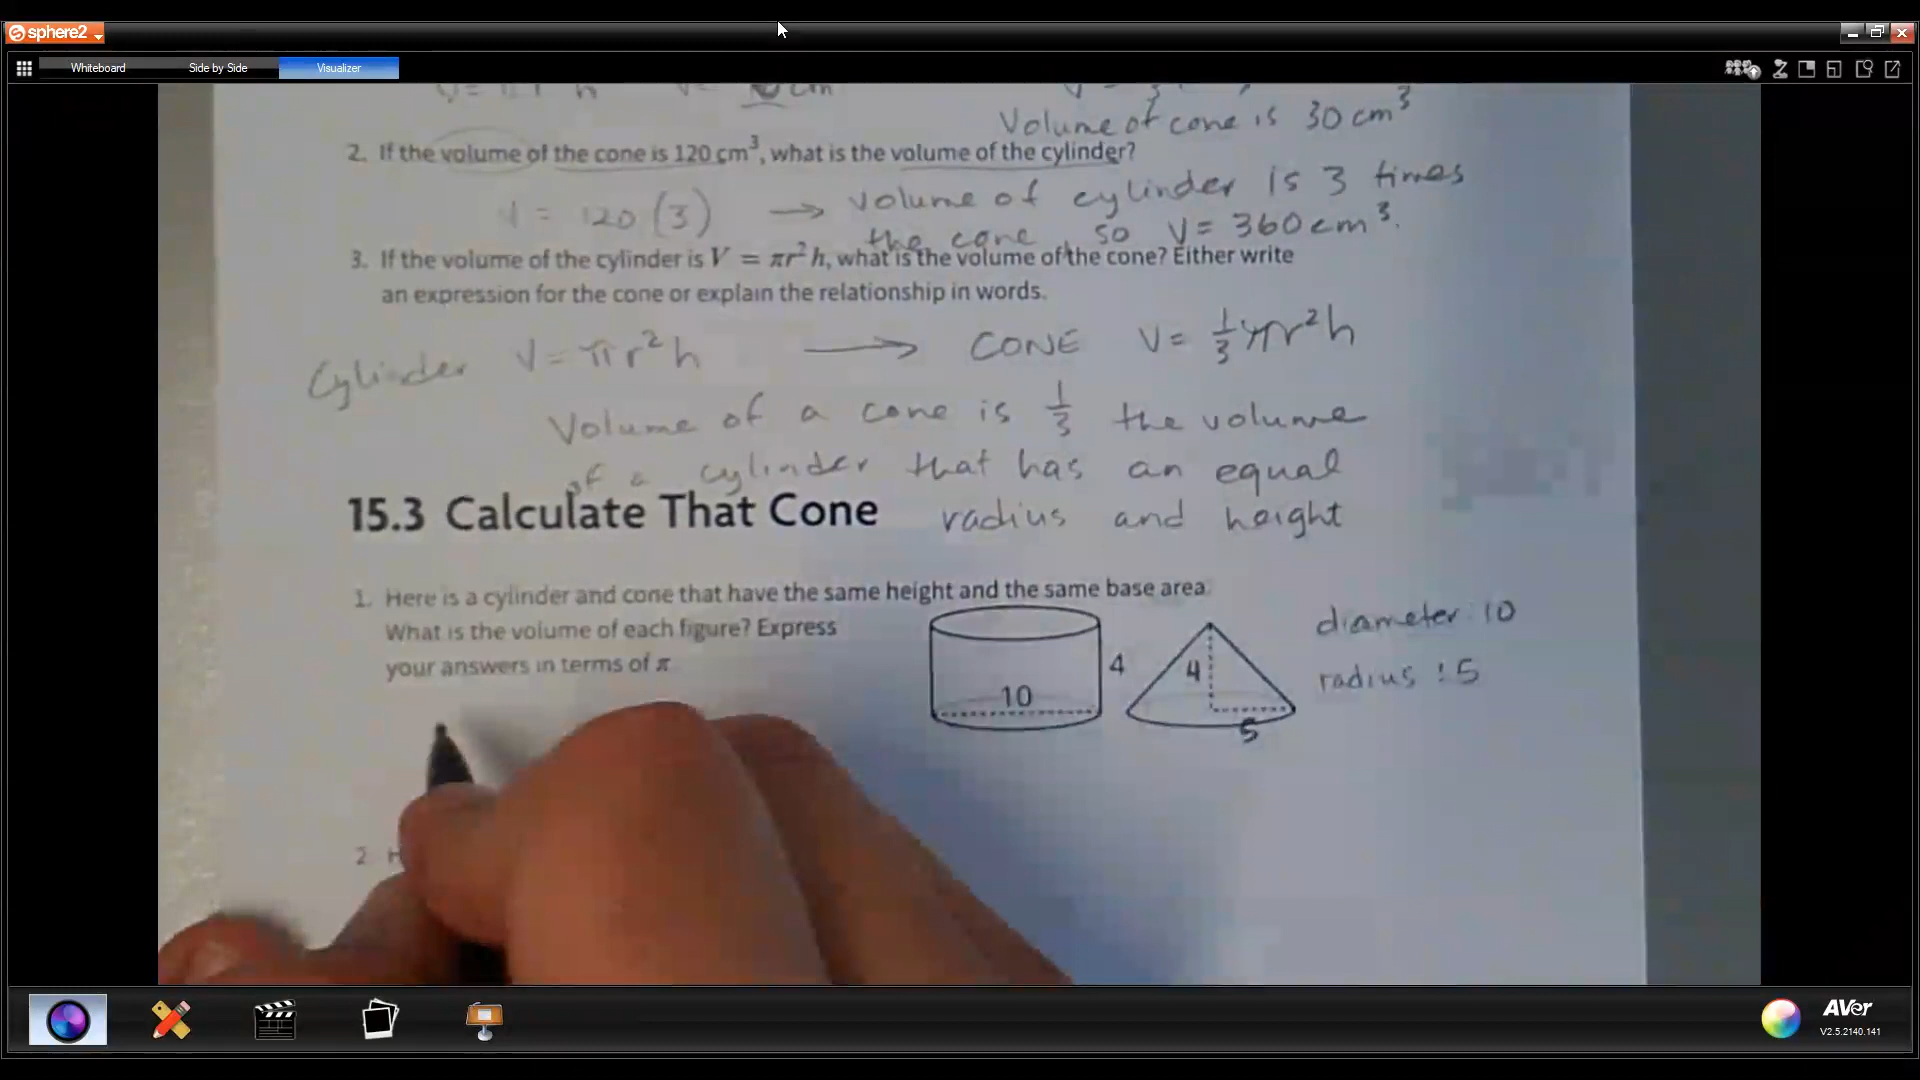 sphere2
Whiteboard Side by Side Visualizer
Volume of cone is 30 cm³
2. If the volume of the cone is 120 cm³, what is the volume of the cylinder?
V = 120 (3) → volume of cylinder is 3 times
the cone, so V = 360 cm³.
3. If the volume of the cylinder is V = πr²h, what is the volume of the cone? Either write
an expression for the cone or explain the relationship in words.
Cylinder V = πr²h → CONE V = 1/3 πr²h
Volume of a cone is 1/3 the volume
of a cylinder that has an equal
15.3 Calculate That Cone radius and height
1. Here is a cylinder and cone that have the same height and the same base area.
What is the volume of each figure? Express
your answers in terms of π
diameter: 10
radius: 5
4
4
10
5
2 H
AVer
V2.5.2140.141